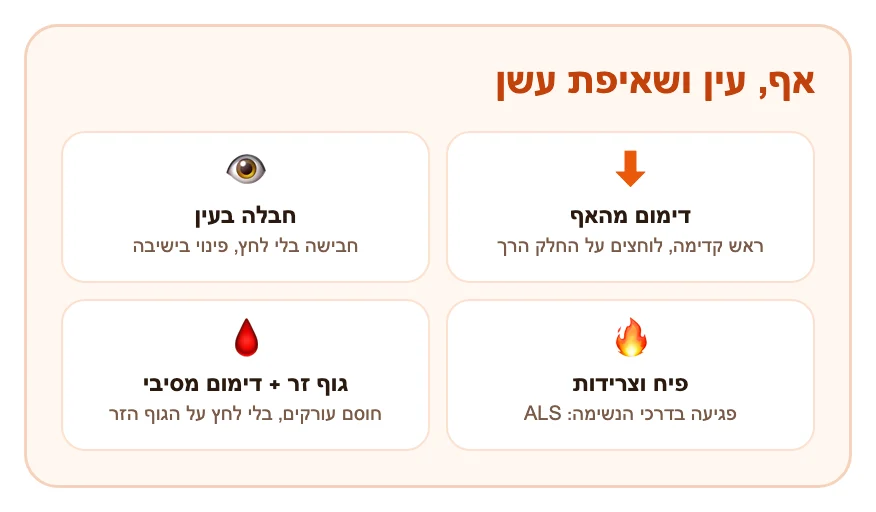 אף, עין ושאיפת עשן
דימום מהאף
ראש קדימה, לוחצים על החלק הרך
חבלה בעין
חבישה בלי לחץ, פינוי בישיבה
פיח וצרידות
פגיעה בדרכי הנשימה: ALS
גוף זר + דימום מסיבי
חוסם עורקים, בלי לחץ על הגוף הזר